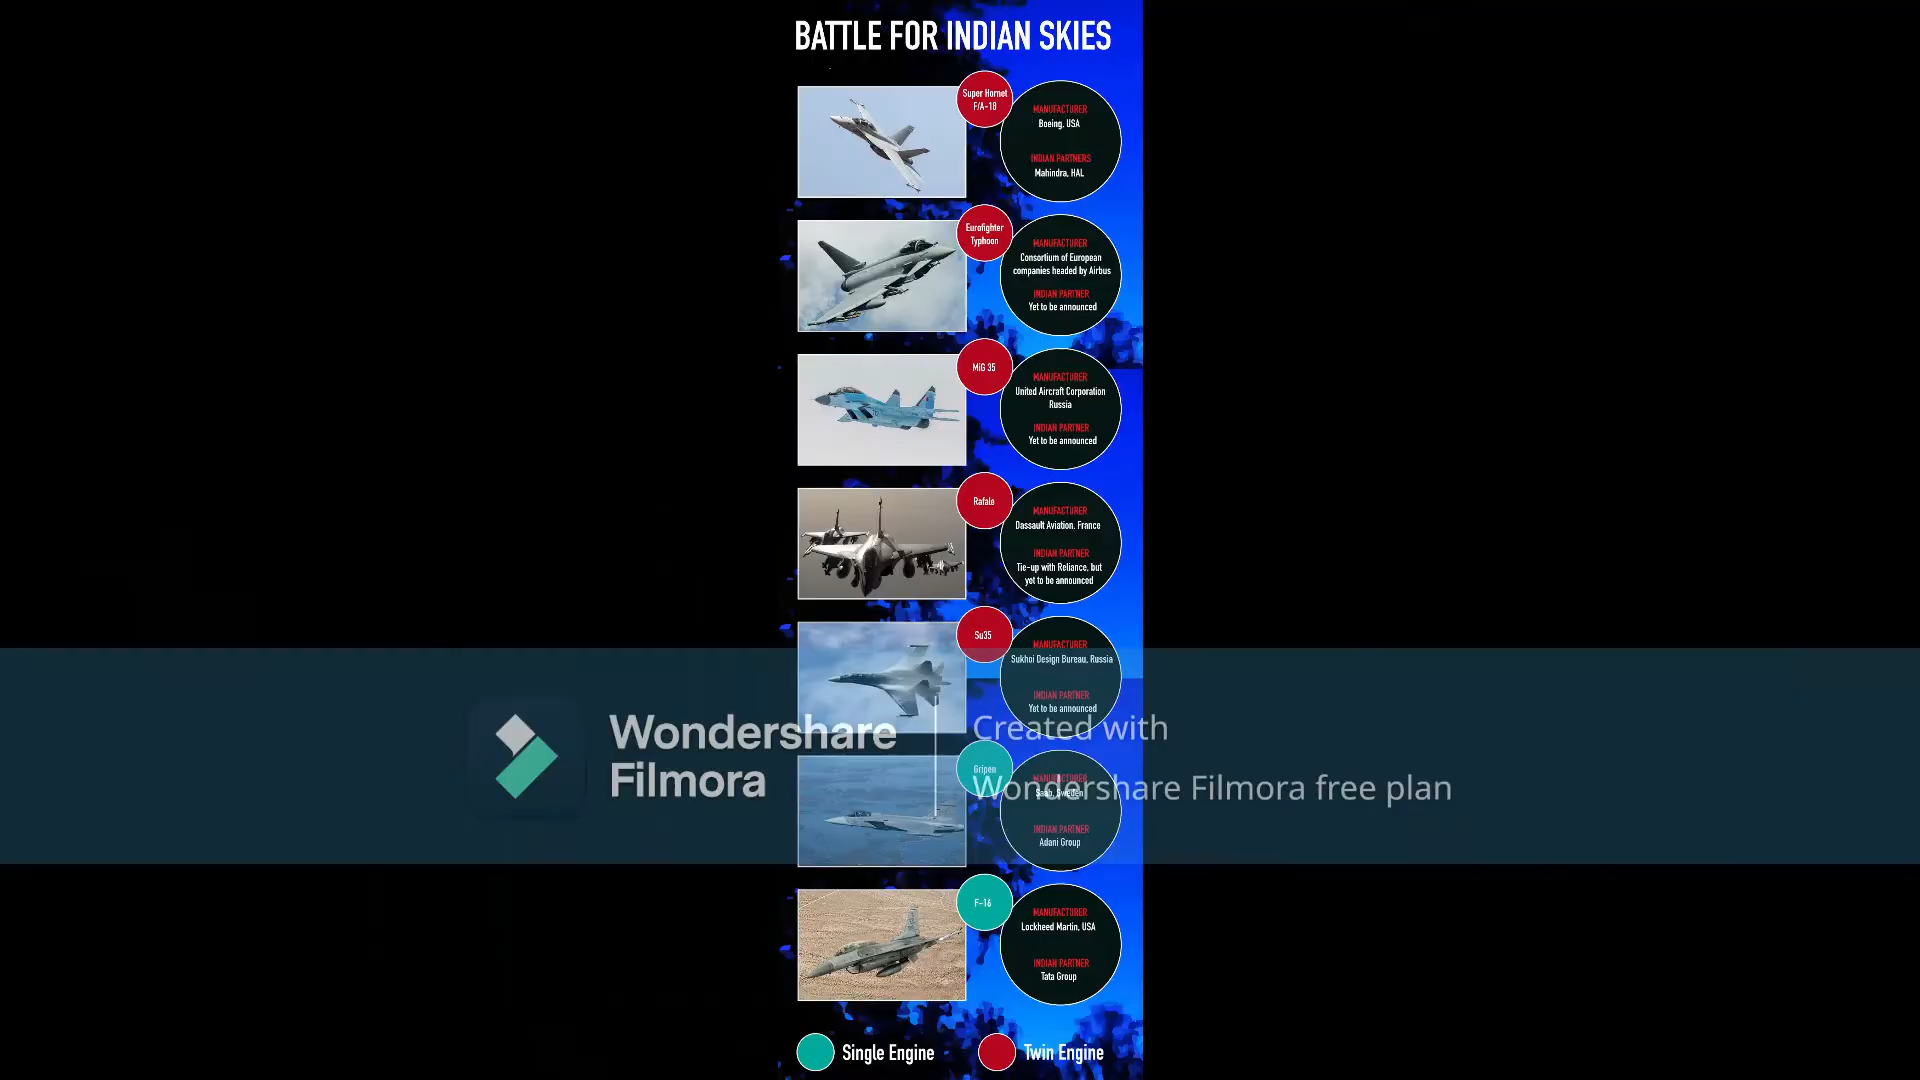 BATTLE FOR INDIAN SKIES
Super Hornet
F/A-18
MANUFACTURER
Boeing, USA
INDIAN PARTNERS
Mahindra, HAL
Eurofighter
Typhoon
MANUFACTURER
Consortium of European
companies headed by Airbus
INDIAN PARTNER
Yet to be announced
MiG 35
MANUFACTURER
United Aircraft Corporation
Russia
INDIAN PARTNER
Yet to be announced
Rafale
MANUFACTURER
Dassault Aviation, France
INDIAN PARTNER
Tie-up with Reliance, but
yet to be announced
Su35
MANUFACTURER
Sukhoi Design Bureau, Russia
INDIAN PARTNER
Yet to be announced
Wondershare
Filmora
Created with
Wondershare Filmora free plan
Gripen
MANUFACTURER
Saab, Sweden
INDIAN PARTNER
Adani Group
F-16
MANUFACTURER
Lockheed Martin, USA
INDIAN PARTNER
Tata Group
Single Engine
Twin Engine